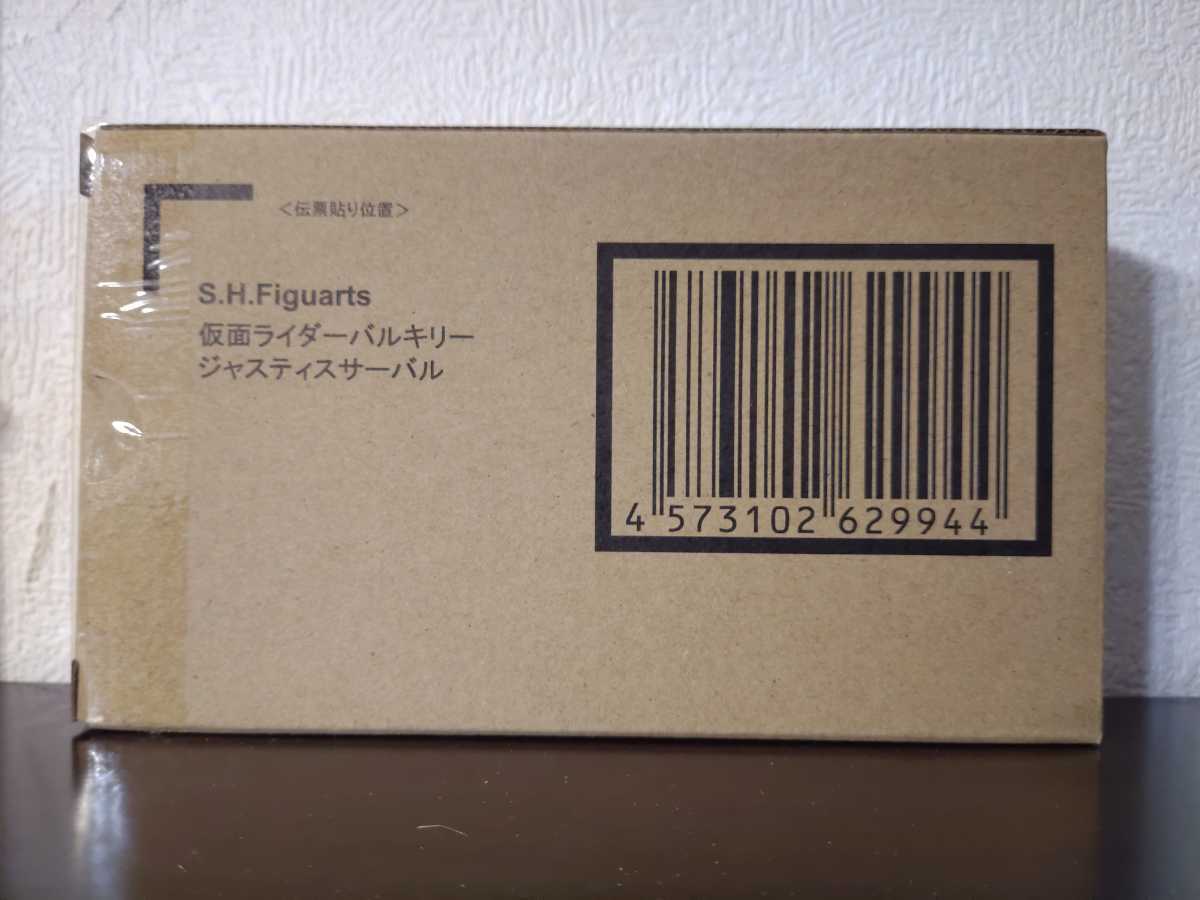 <伝票貼り位置>
S.H.Figuarts
仮面ライダーバルキリー
ジャスティスサーバル
4 573102 629944